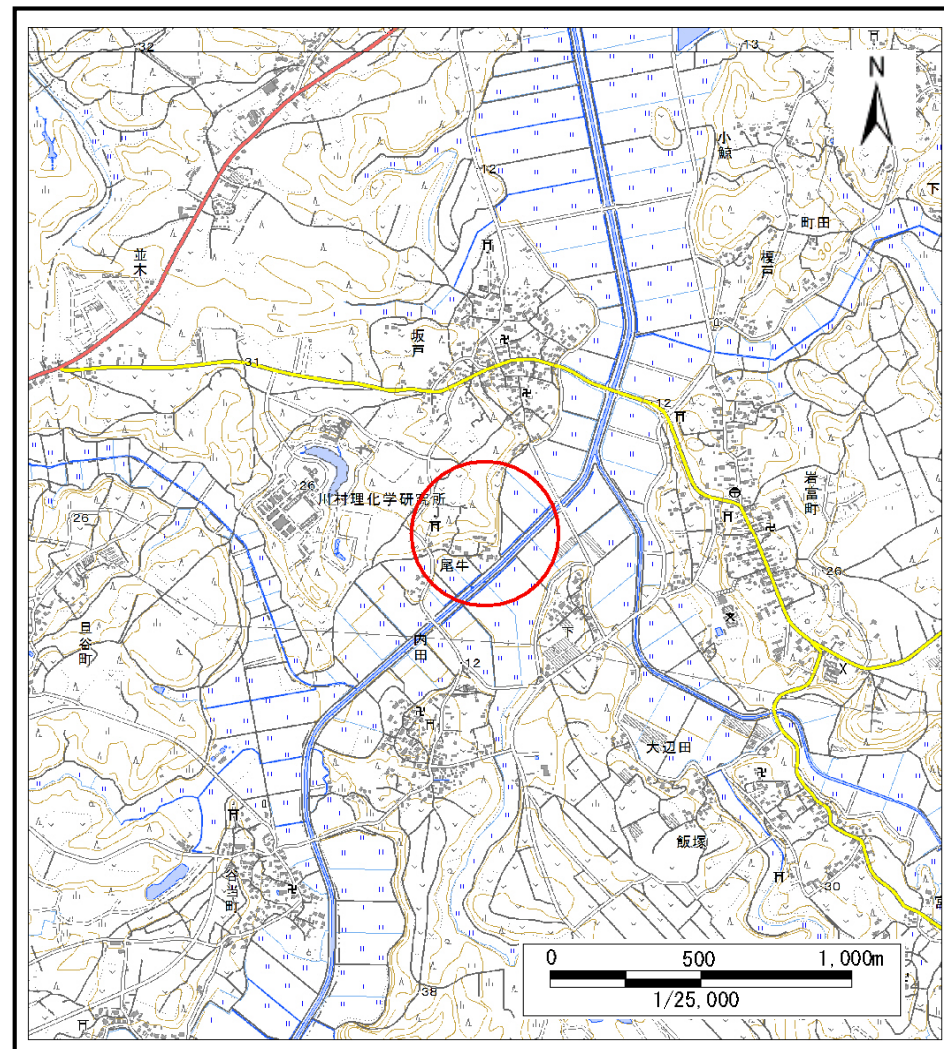 32
13
N
小鯨
12
下
町田
榎戸
並木
坂戸
31
12
26
川村理化学研究所
岩富町
26
尾牛
26
旦谷町
下
内田
12
大辺田
飯塚
谷当町
30
0 500 1,000m
1/25,000
38